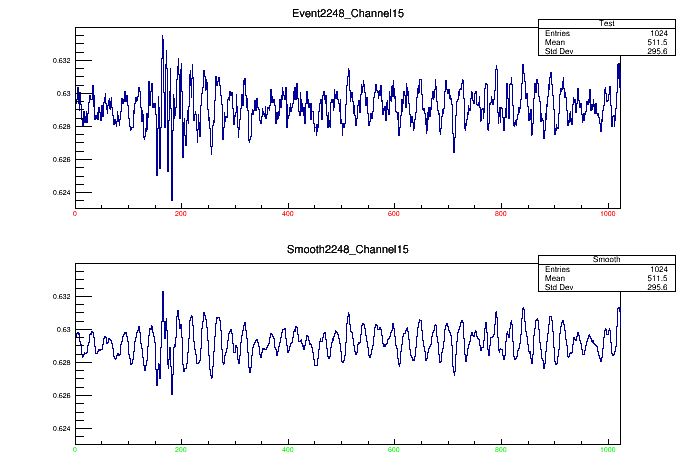 Event2248_Channel15
Test
Entries 1024
Mean 511.5
Std Dev 295.6
0.632
0.63
0.628
0.626
0.624
0 200 400 600 800 1000
Smooth2248_Channel15
Smooth
Entries 1024
Mean 511.5
Std Dev 295.6
0.632
0.63
0.628
0.626
0.624
0 200 400 600 800 1000